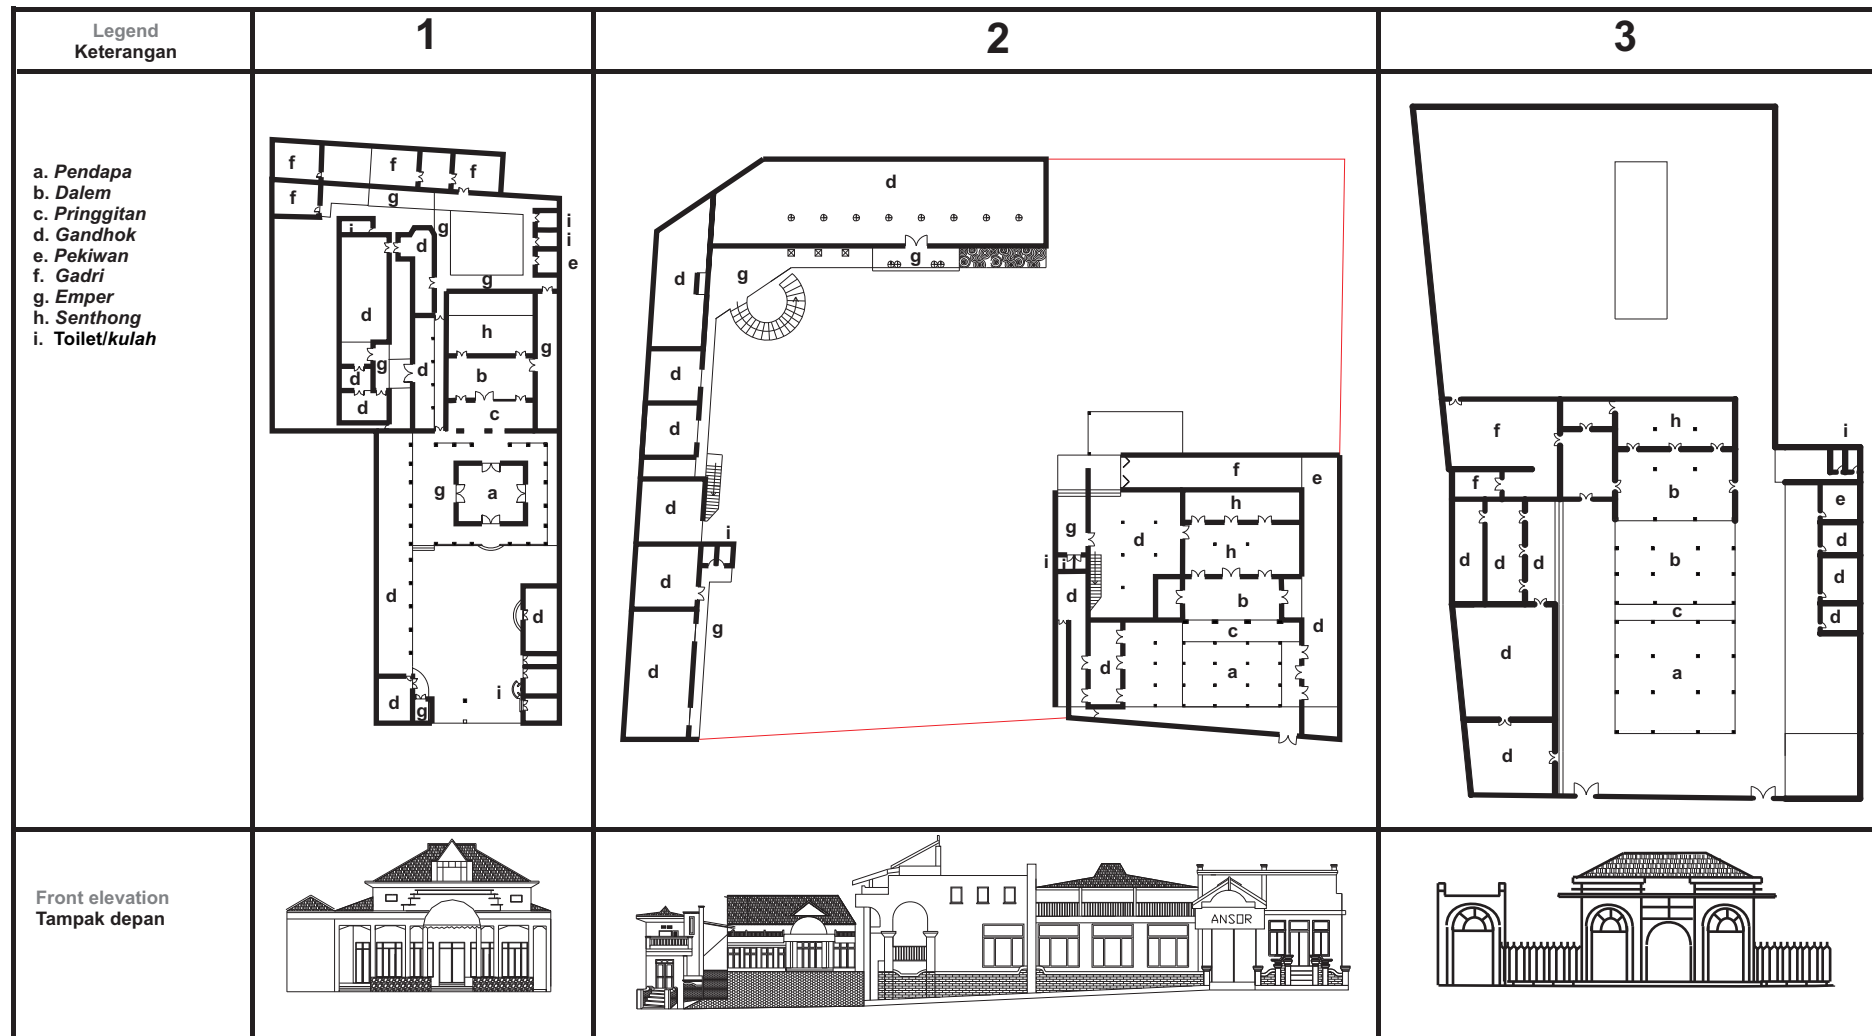 Legend
Keterangan
1
2
3
a. Pendapa
b. Dalem
c. Pringgitan
d. Gandhok
e. Pekiwan
f. Gadri
g. Emper
h. Senthong
i. Toilet/kulah
f
f
f
f
g
i
g
d
i
i
e
g
d
h
g
g
d
d
b
d
c
g
a
d
d
i
d
g
d
g
d
g
d
d
d
i
d
g
d
f
e
h
g
d
h
i
i
d
b
d
c
d
a
h
i
f
f
b
e
d
d
d
b
d
d
c
d
d
a
d
Front elevation
Tampak depan
ANSOR